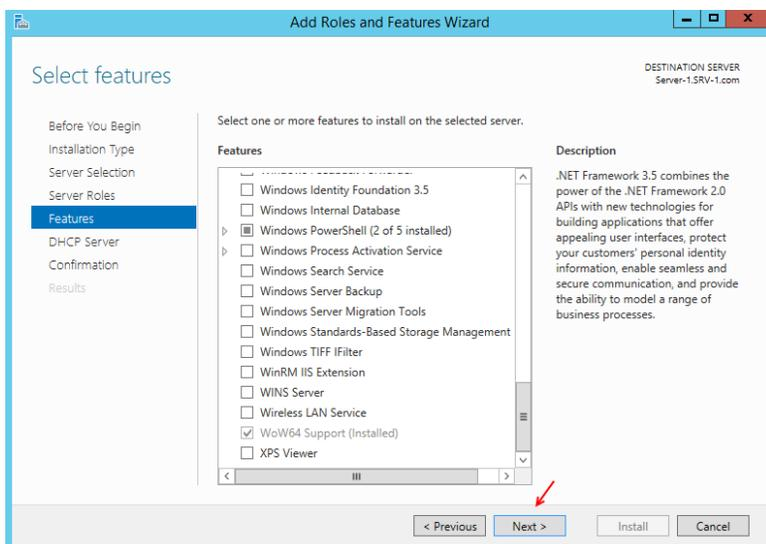 Add Roles and Features Wizard
Select features
DESTINATION SERVER
Server-1.SRV-1.com
Before You Begin
Installation Type
Server Selection
Server Roles
Features
DHCP Server
Confirmation
Results
Select one or more features to install on the selected server.
Features
Windows Identity Foundation 3.5
Windows Internal Database
Windows PowerShell (2 of 5 installed)
Windows Process Activation Service
Windows Search Service
Windows Server Backup
Windows Server Migration Tools
Windows Standards-Based Storage Management
Windows TIFF IFilter
WinRM IIS Extension
WINS Server
Wireless LAN Service
WoW64 Support (Installed)
XPS Viewer
Description
.NET Framework 3.5 combines the
power of the .NET Framework 2.0
APIs with new technologies for
building applications that offer
appealing user interfaces, protect
your customers' personal identity
information, enable seamless and
secure communication, and provide
the ability to model a range of
business processes.
< Previous
Next >
Install
Cancel